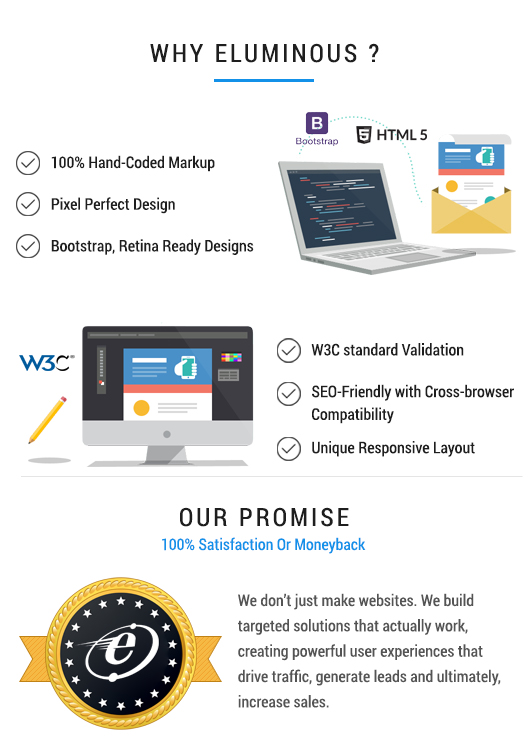 WHY ELUMINOUS ?
B
Bootstrap
5 HTML 5
100% Hand-Coded Markup
Pixel Perfect Design
Bootstrap, Retina Ready Designs
W3C®
W3C standard Validation
SEO-Friendly with Cross-browser
Compatibility
Unique Responsive Layout
OUR PROMISE
100% Satisfaction Or Moneyback
e
We don't just make websites. We build
targeted solutions that actually work,
creating powerful user experiences that
drive traffic, generate leads and ultimately,
increase sales.